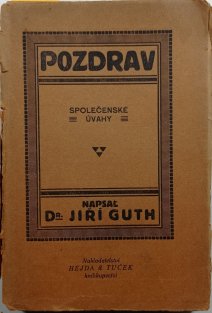 POZDRAV
SPOLEČENSKÉ
ÚVAHY
NAPSAL
DR. JIŘÍ GUTH
Nakladatelství
HEJDA & TUČEK
knihkupectví